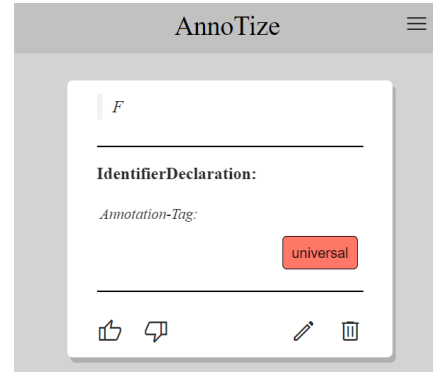 AnnoTize
F
IdentifierDeclaration:
Annotation-Tag:
universal